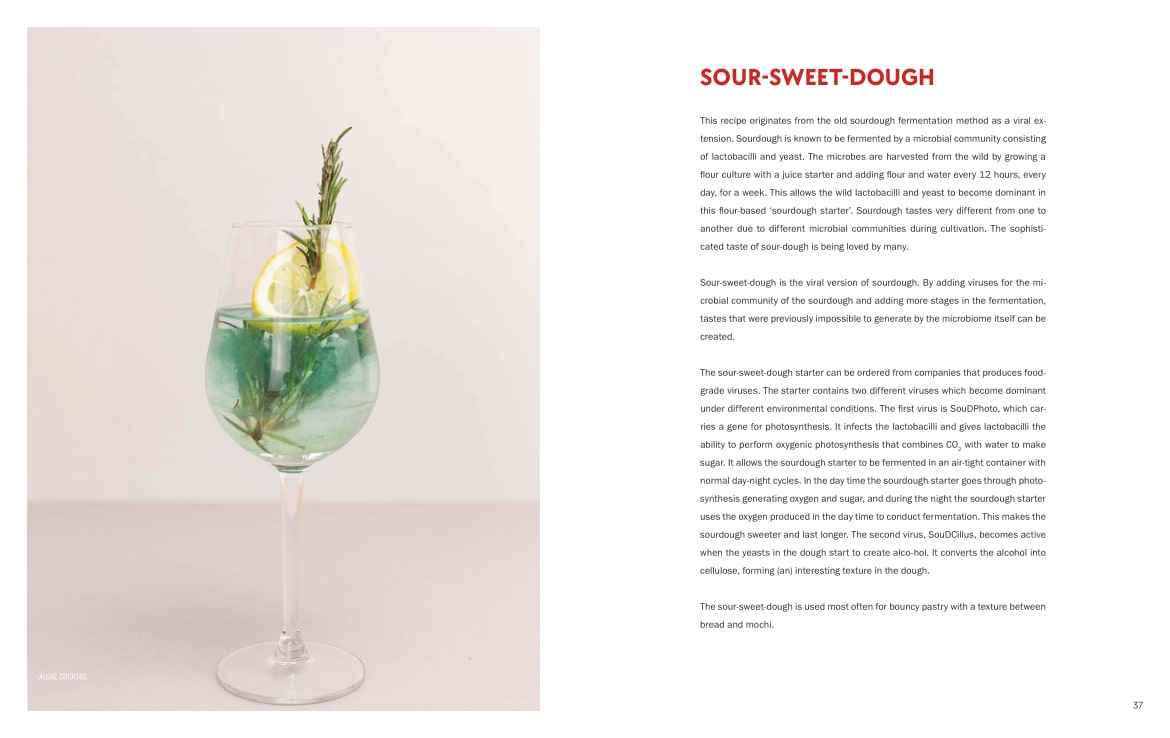 SOUR-SWEET-DOUGH
This recipe originates from the old sourdough fermentation method as a viral ex-
tension. Sourdough is known to be fermented by a microbial community consisting
of lactobacilli and yeast. The microbes are harvested from the wild by growing a
flour culture with a juice starter and adding flour and water every 12 hours, every
day, for a week. This allows the wild lactobacilli and yeast to become dominant in
this flour-based ‘sourdough starter’. Sourdough tastes very different from one to
another due to different microbial communities during cultivation. The sophisti-
cated taste of sour-dough is being loved by many.
Sour-sweet-dough is the viral version of sourdough. By adding viruses for the mi-
crobial community of the sourdough and adding more stages in the fermentation,
tastes that were previously impossible to generate by the microbiome itself can be
created.
The sour-sweet-dough starter can be ordered from companies that produces food-
grade viruses. The starter contains two different viruses which become dominant
under different environmental conditions. The first virus is SouDPhoto, which car-
ries a gene for photosynthesis. It infects the lactobacilli and gives lactobacilli the
ability to perform oxygenic photosynthesis that combines CO₂ with water to make
sugar. It allows the sourdough starter to be fermented in an air-tight container with
normal day-night cycles. In the day time the sourdough starter goes through photo-
synthesis generating oxygen and sugar, and during the night the sourdough starter
uses the oxygen produced in the day time to conduct fermentation. This makes the
sourdough sweeter and last longer. The second virus, SouDCillus, becomes active
when the yeasts in the dough start to create alco-hol. It converts the alcohol into
cellulose, forming (an) interesting texture in the dough.
The sour-sweet-dough is used most often for bouncy pastry with a texture between
bread and mochi.
ALGAE COCKTAIL
37